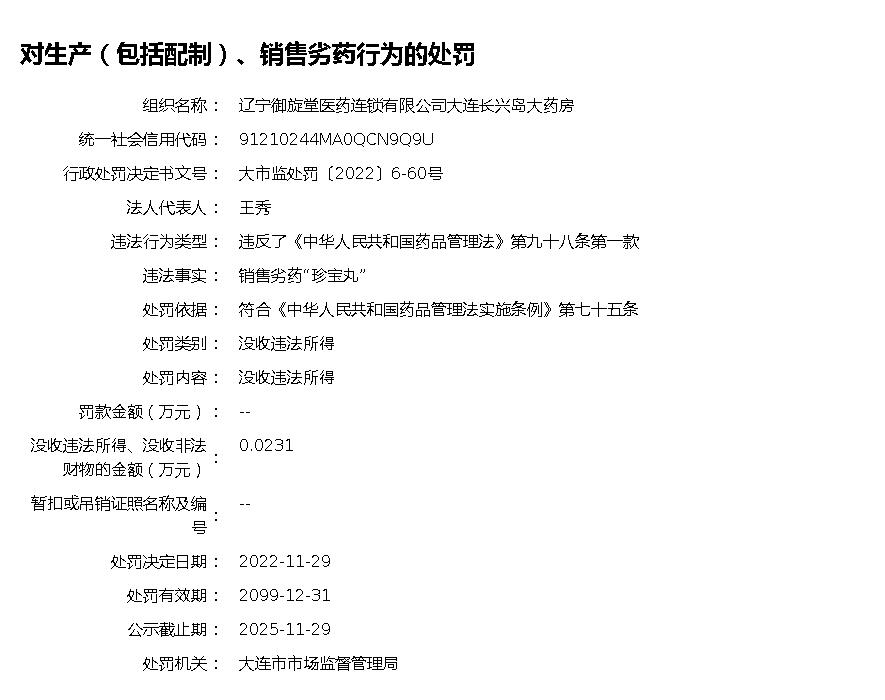 对生产（包括配制）、销售劣药行为的处罚
组织名称： 辽宁御旋堂医药连锁有限公司大连长兴岛大药房
统一社会信用代码： 91210244MA0QCN9Q9U
行政处罚决定书文号： 大市监处罚〔2022〕6-60号
法人代表人： 王秀
违法行为类型： 违反了《中华人民共和国药品管理法》第九十八条第一款
违法事实： 销售劣药“珍宝丸”
处罚依据： 符合《中华人民共和国药品管理法实施条例》第七十五条
处罚类别： 没收违法所得
处罚内容： 没收违法所得
罚款金额（万元）： --
没收违法所得、没收非法
财物的金额（万元）： 0.0231
暂扣或吊销证照名称及编
号： --
处罚决定日期： 2022-11-29
处罚有效期： 2099-12-31
公示截止期： 2025-11-29
处罚机关： 大连市市场监督管理局